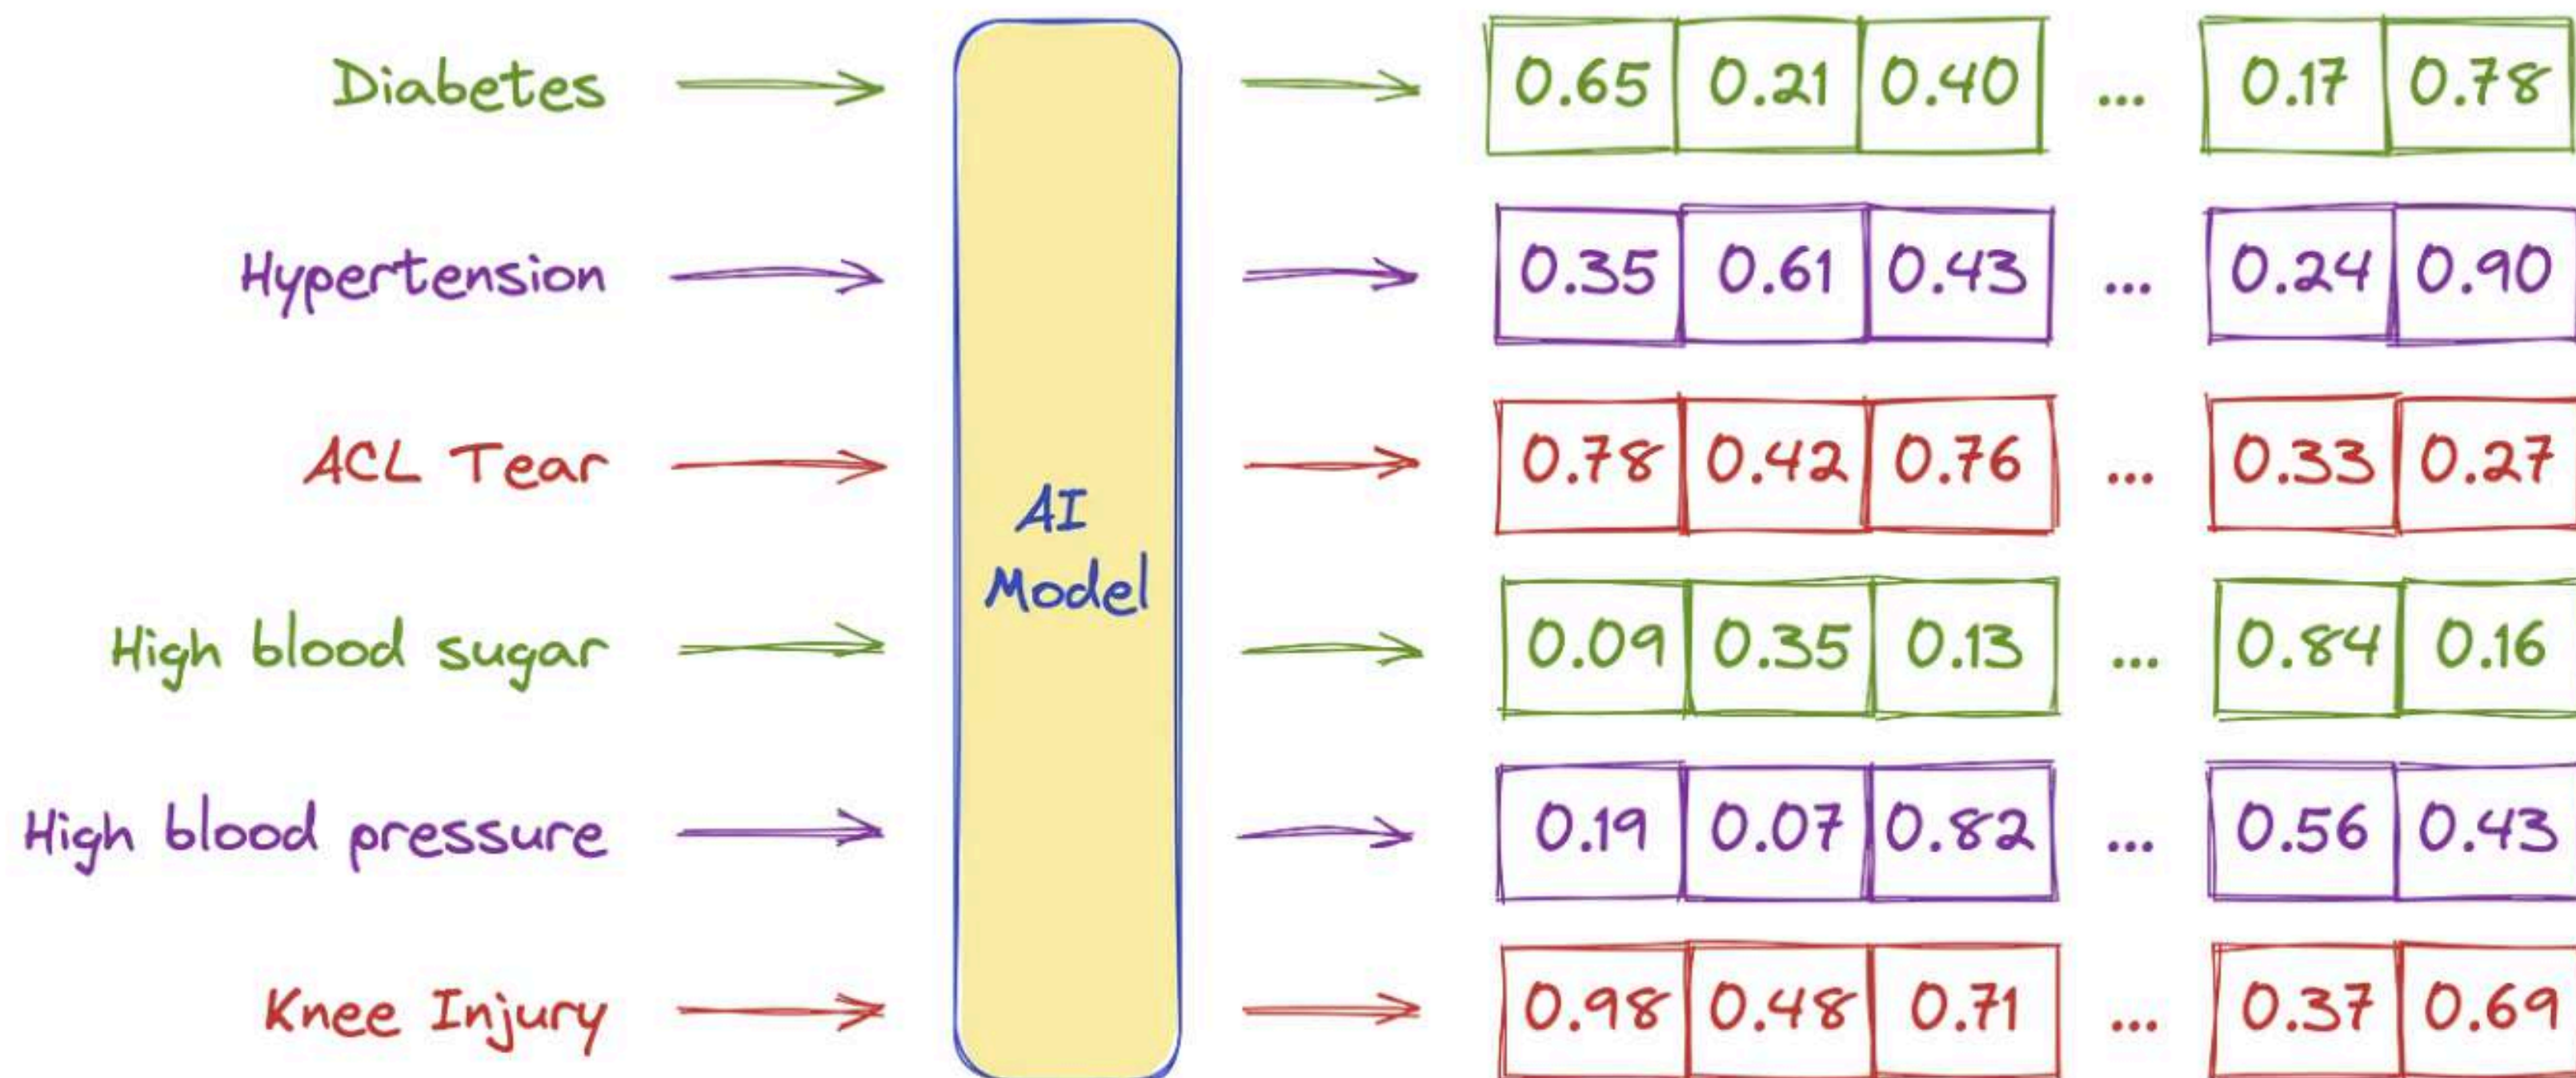 Diabetes 0.65 0.21 0.40 ... 0.17 0.78
Hypertension 0.35 0.61 0.43 ... 0.24 0.90
ACL Tear 0.78 0.42 0.76 ... 0.33 0.27
AI
Model
High blood sugar 0.09 0.35 0.13 ... 0.84 0.16
High blood pressure 0.19 0.07 0.82 ... 0.56 0.43
Knee Injury 0.98 0.48 0.71 ... 0.37 0.69